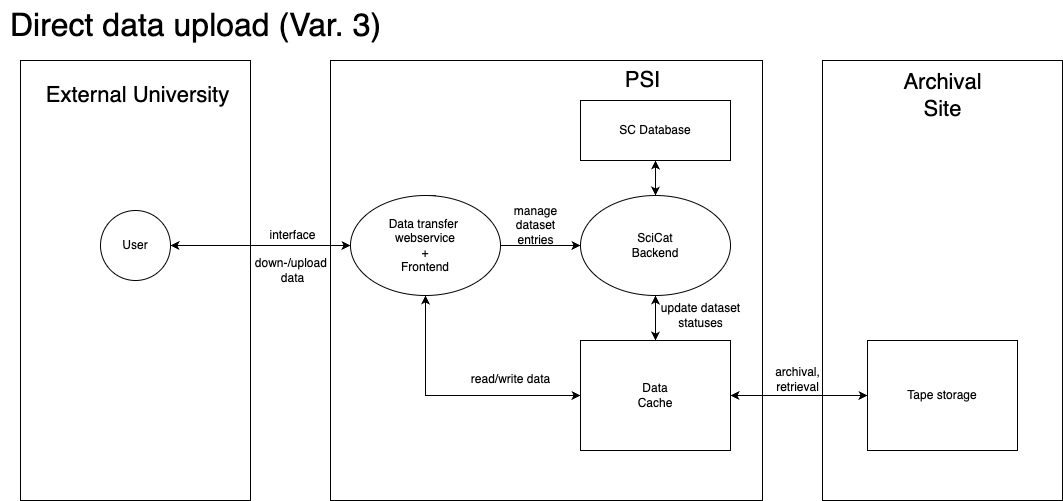 Direct data upload (Var. 3)
External University
PSI
Archival
Site
SC Database
User
interface
down-/upload
data
Data transfer
webservice
+
Frontend
manage
dataset
entries
SciCat
Backend
update dataset
statuses
read/write data
Data
Cache
archival,
retrieval
Tape storage